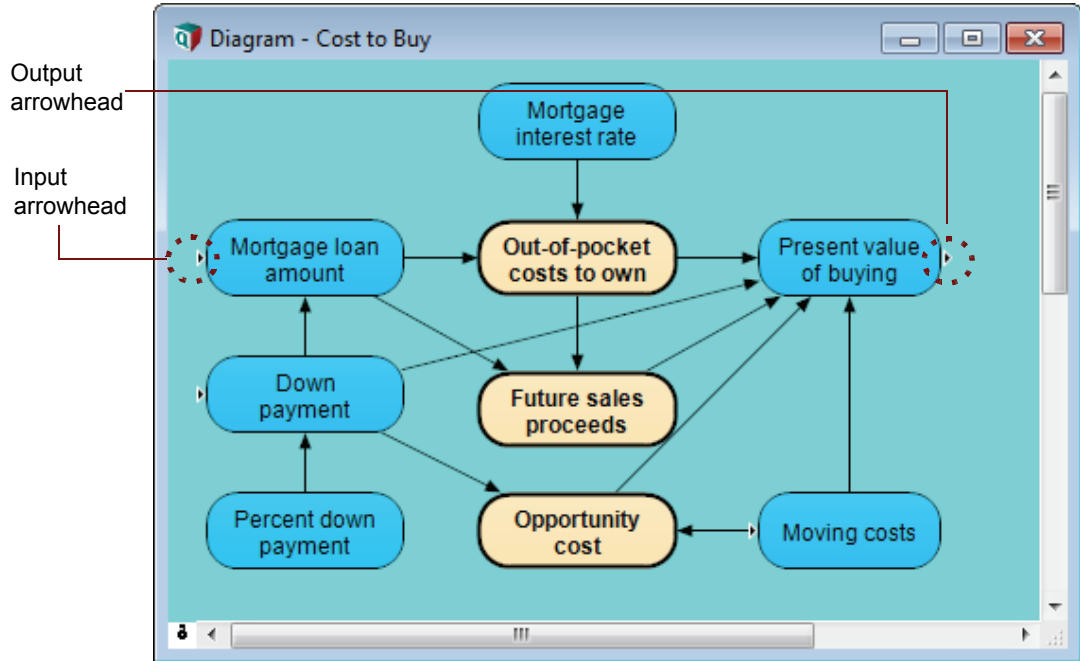 Diagram - Cost to Buy
Output
arrowhead
Input
arrowhead
Mortgage
interest rate
Mortgage loan
amount
Out-of-pocket
costs to own
Present value
of buying
Down
payment
Future sales
proceeds
Percent down
payment
Opportunity
cost
Moving costs